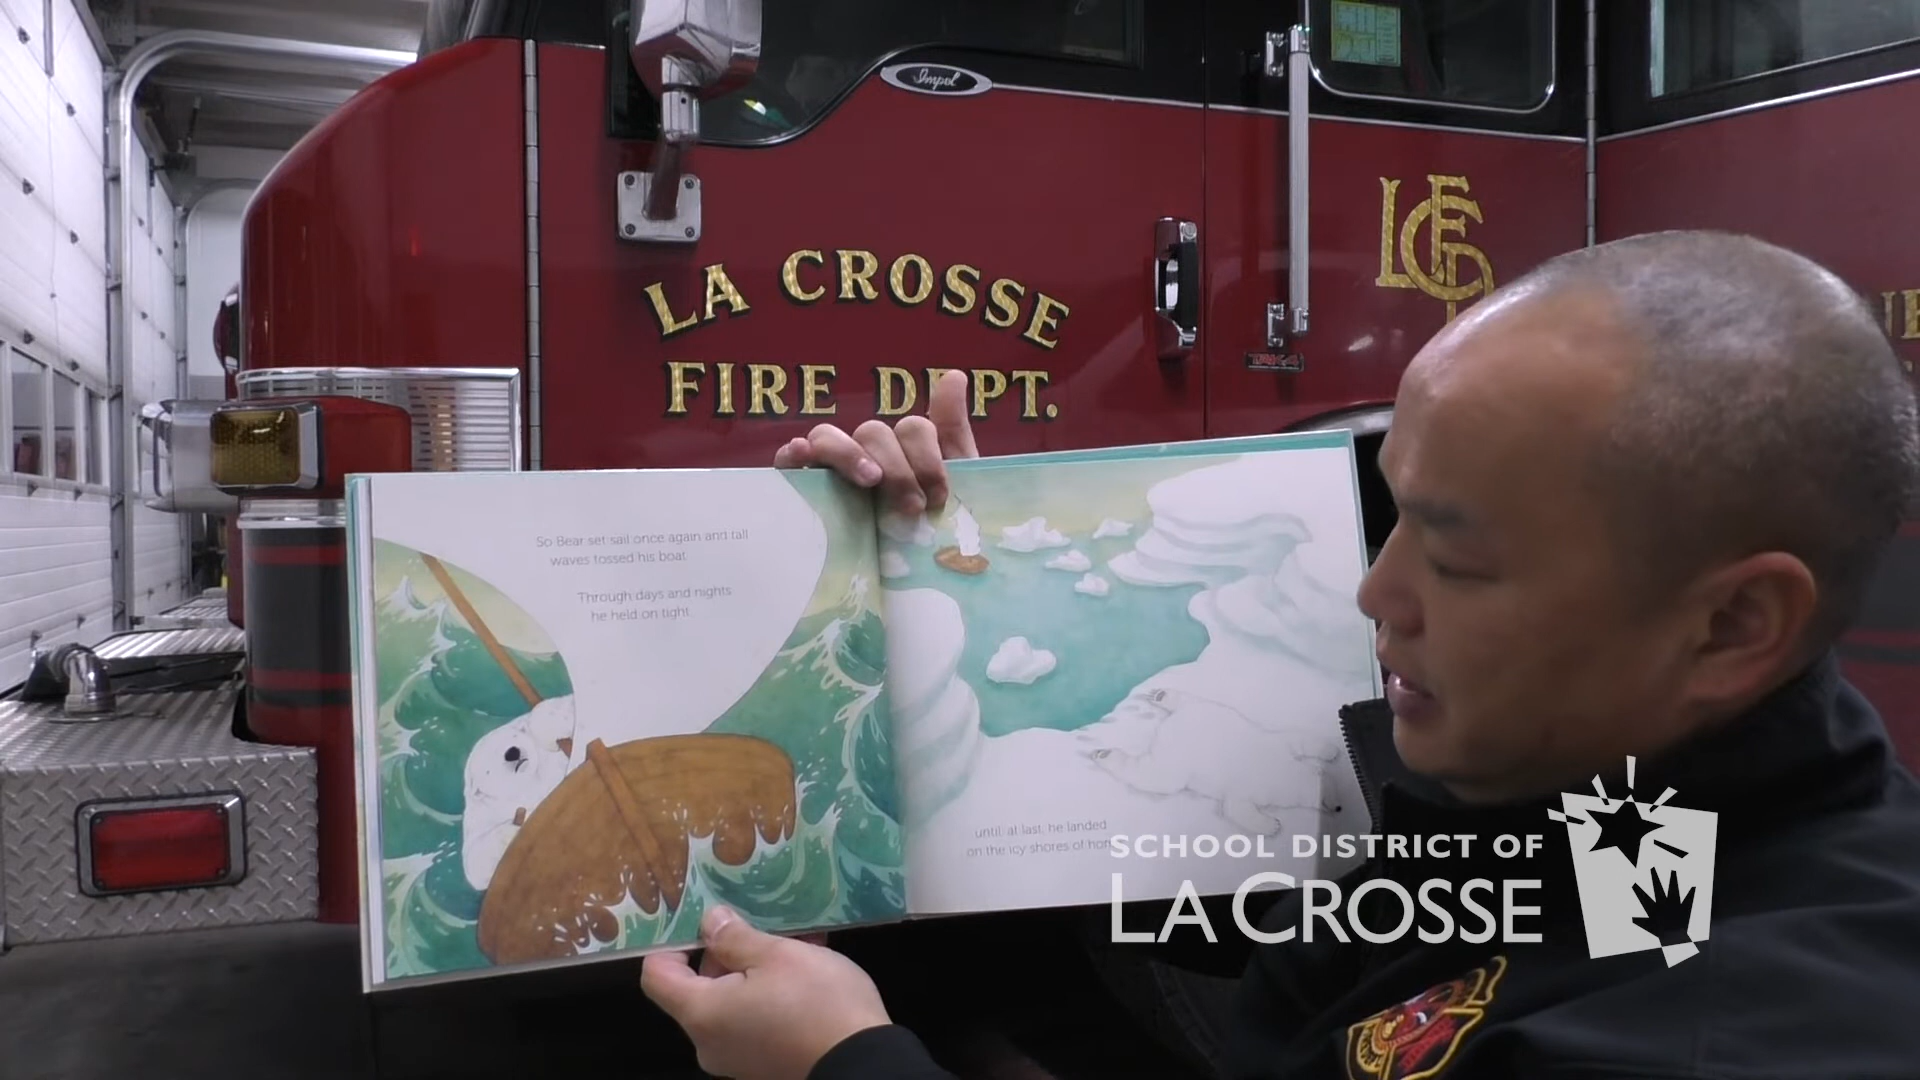 Impel
LA CROSSE
FIRE DEPT.
LCFD
So Bear set sail once again and tall
waves tossed his boat.
Through days and nights
he held on tight
until, at last, he landed
on the icy shores of
SCHOOL DISTRICT OF
LA CROSSE